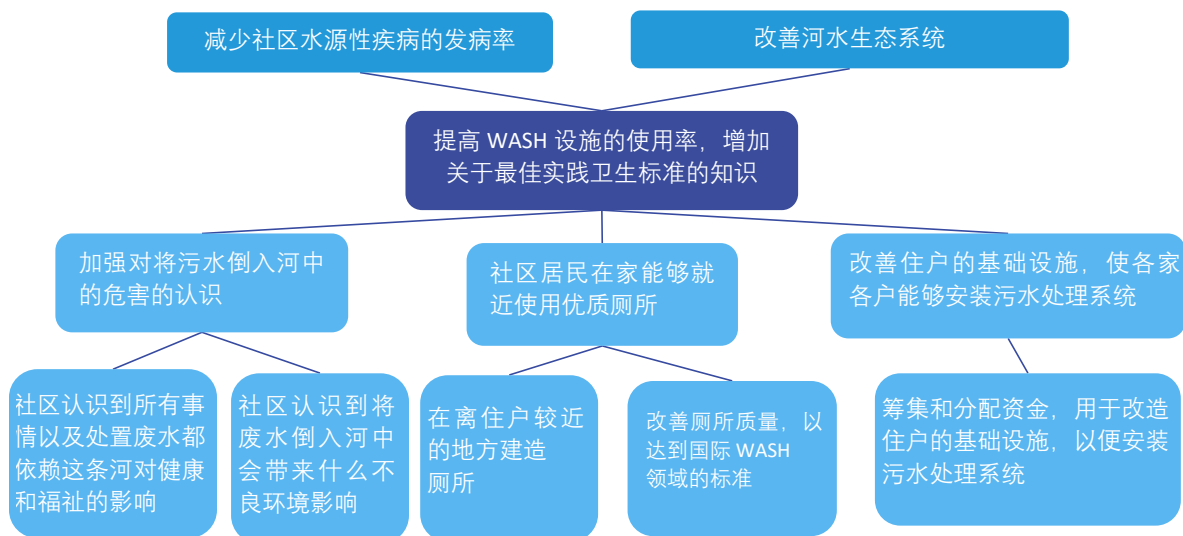 减少社区水源性疾病的发病率
改善河水生态系统
提高 WASH 设施的使用率，增加
关于最佳实践卫生标准的知识
加强对将污水倒入河中
的危害的认识
社区居民在家能够就
近使用优质厕所
改善住户的基础设施，使各家
各户能够安装污水处理系统
社区认识到所有事
情以及处置废水都
依赖这条河对健康
和福祉的影响
社区认识到将
废水倒入河中
会带来什么不
良环境影响
在离住户较近
的地方建造
厕所
改善厕所质量，以
达到国际 WASH
领域的标准
筹集和分配资金，用于改造
住户的基础设施，以便安装
污水处理系统